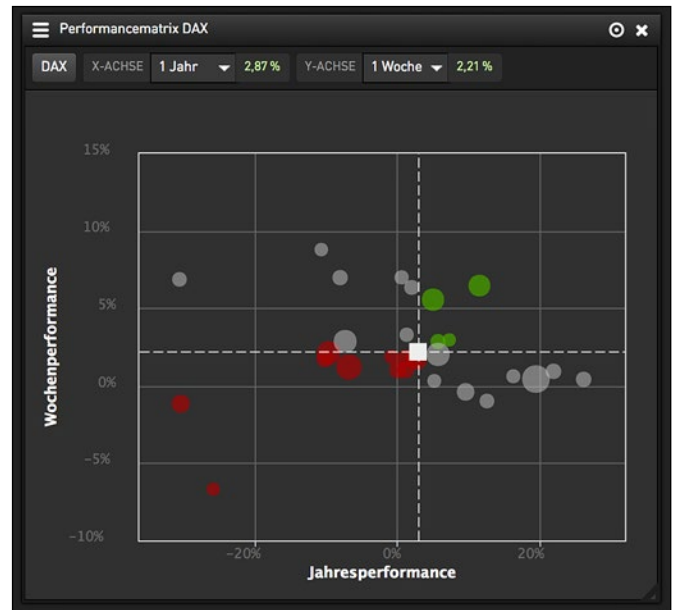 Performancematrix DAX
DAX X-ACHSE 1 Jahr 2,87 % Y-ACHSE 1 Woche 2,21 %
15%
10%
5%
0%
-5%
-10%
Wochenperformance
-20% 0% 20%
Jahresperformance